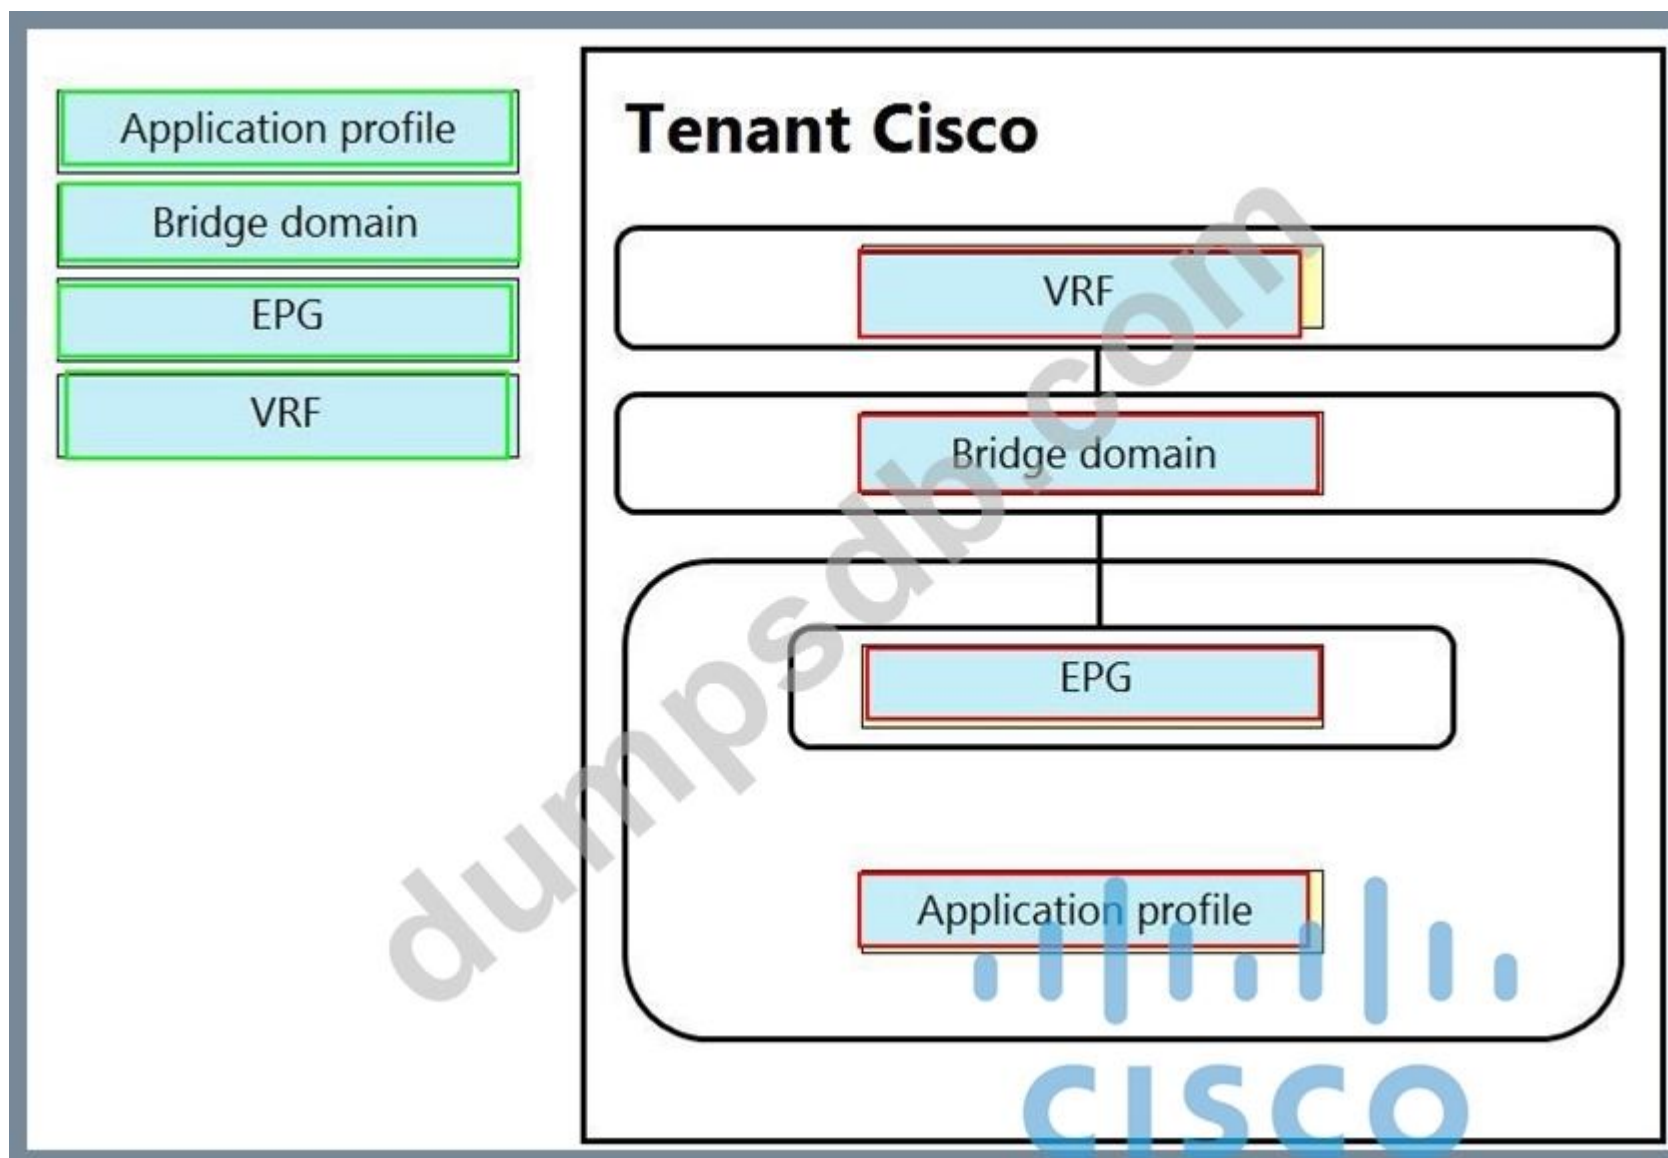 Application profile
Bridge domain
EPG
VRF
Tenant Cisco
VRF
Bridge domain
EPG
Application profile
dumpsdb.com
CISCO